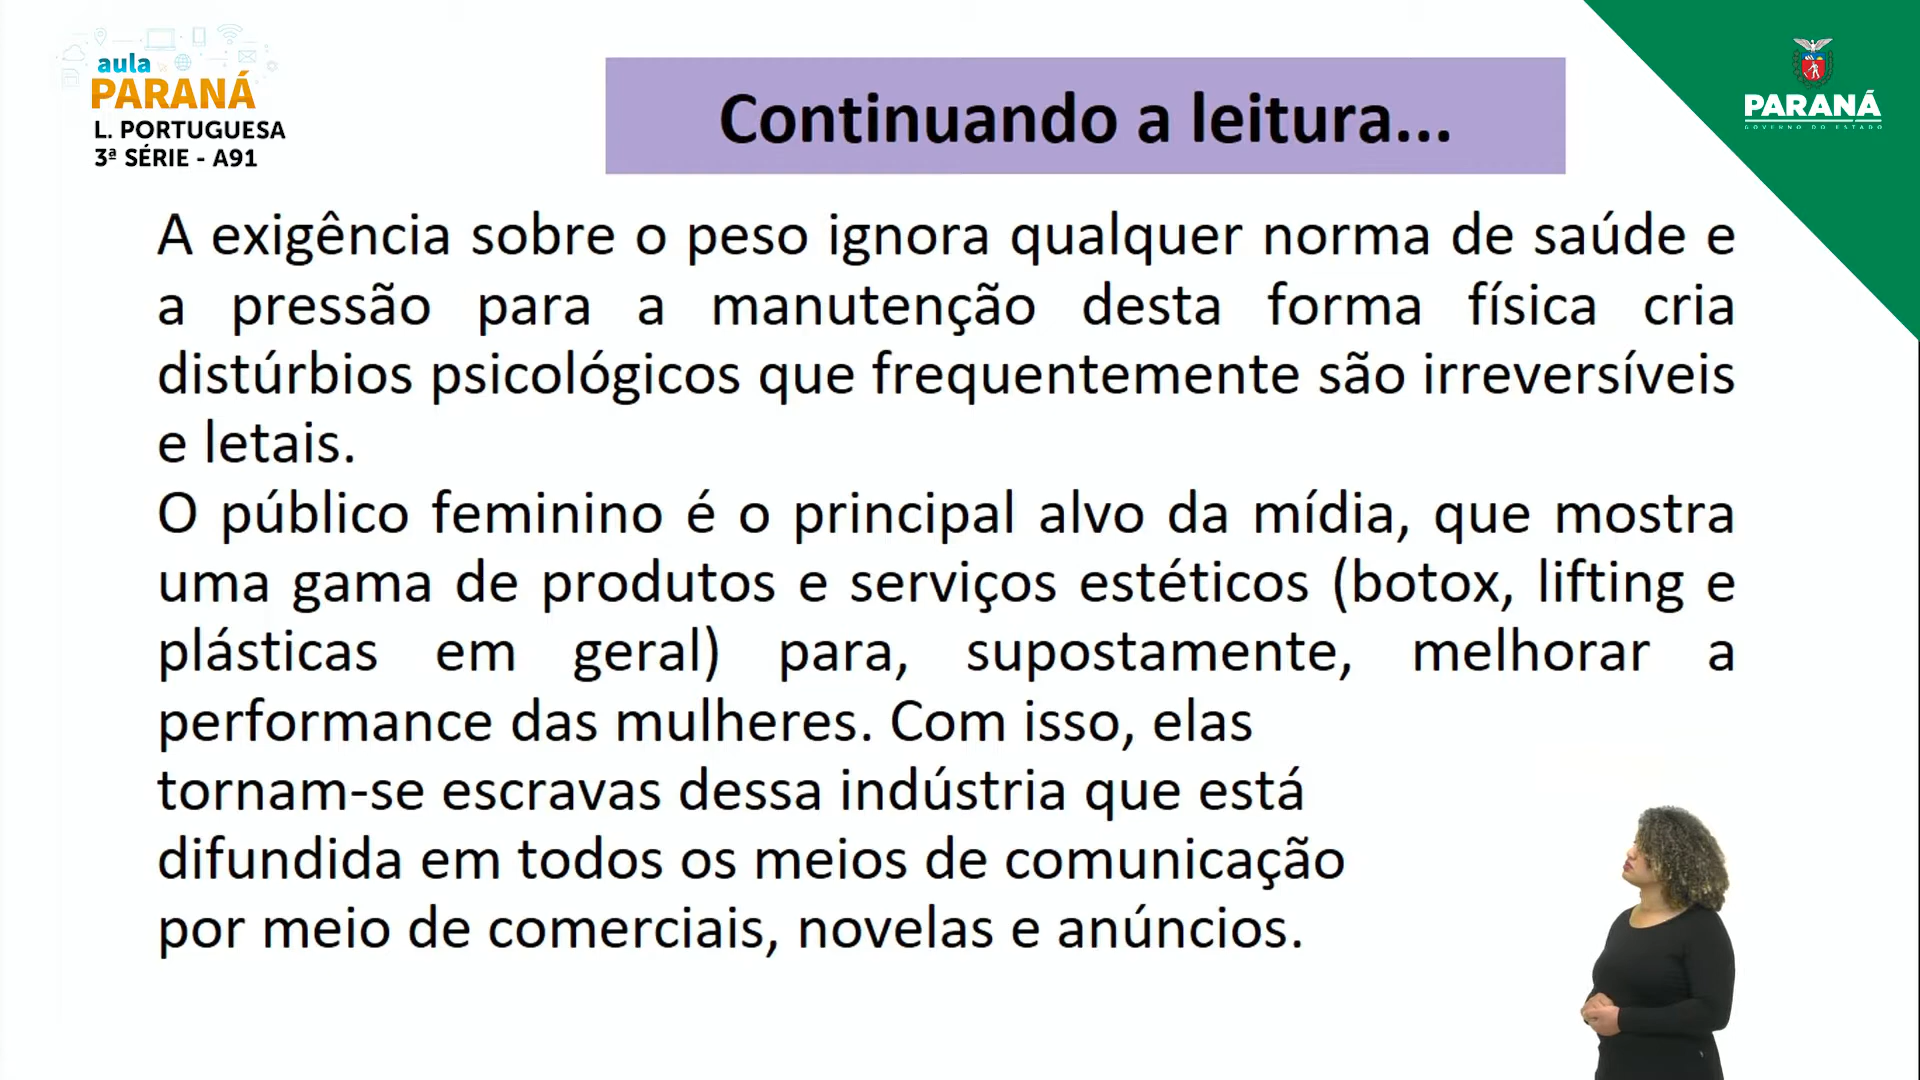 aula
PARANÁ
L. PORTUGUESA
3ª SÉRIE - A91
Continuando a leitura...
PARANÁ
GOVERNO DO ESTADO
A exigência sobre o peso ignora qualquer norma de saúde e
a pressão para a manutenção desta forma física cria
distúrbios psicológicos que frequentemente são irreversíveis
e letais.
O público feminino é o principal alvo da mídia, que mostra
uma gama de produtos e serviços estéticos (botox, lifting e
plásticas em geral) para, supostamente, melhorar a
performance das mulheres. Com isso, elas
tornam-se escravas dessa indústria que está
difundida em todos os meios de comunicação
por meio de comerciais, novelas e anúncios.